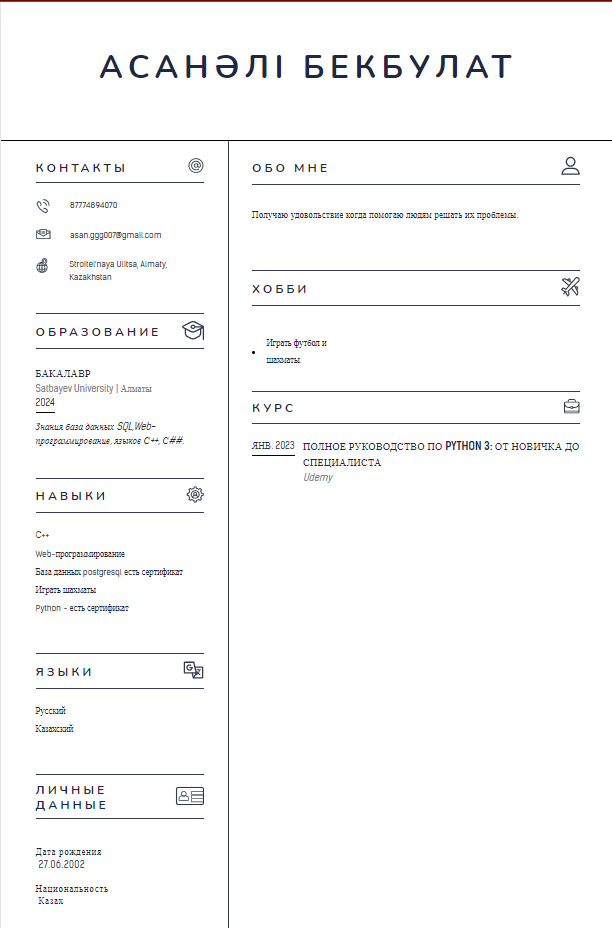 АСАНӘЛІ БЕКБУЛАТ
КОНТАКТЫ
87774894070
asan.ggg007@gmail.com
Stroitel'naya Ulitsa, Almaty,
Kazakhstan
ОБРАЗОВАНИЕ
БАКАЛАВР
Satbayev University | Алматы
2024
Знания база данных SQL,Web-
программирование, языков C++, C##.
НАВЫКИ
C++
Web-программирование
База данных postgresql есть сертификат
Играть шахматы
Python - есть сертификат
ЯЗЫКИ
Русский
Казахский
ЛИЧНЫЕ
ДАННЫЕ
Дата рождения
27.06.2002
Национальность
Казах
ОБО МНЕ
Получаю удовольствие когда помогаю людям решать их проблемы.
ХОББИ
• Играть футбол и
шахматы.
КУРС
ЯНВ. 2023 ПОЛНОЕ РУКОВОДСТВО ПО PYTHON 3: ОТ НОВИЧКА ДО
СПЕЦИАЛИСТА
Udemy